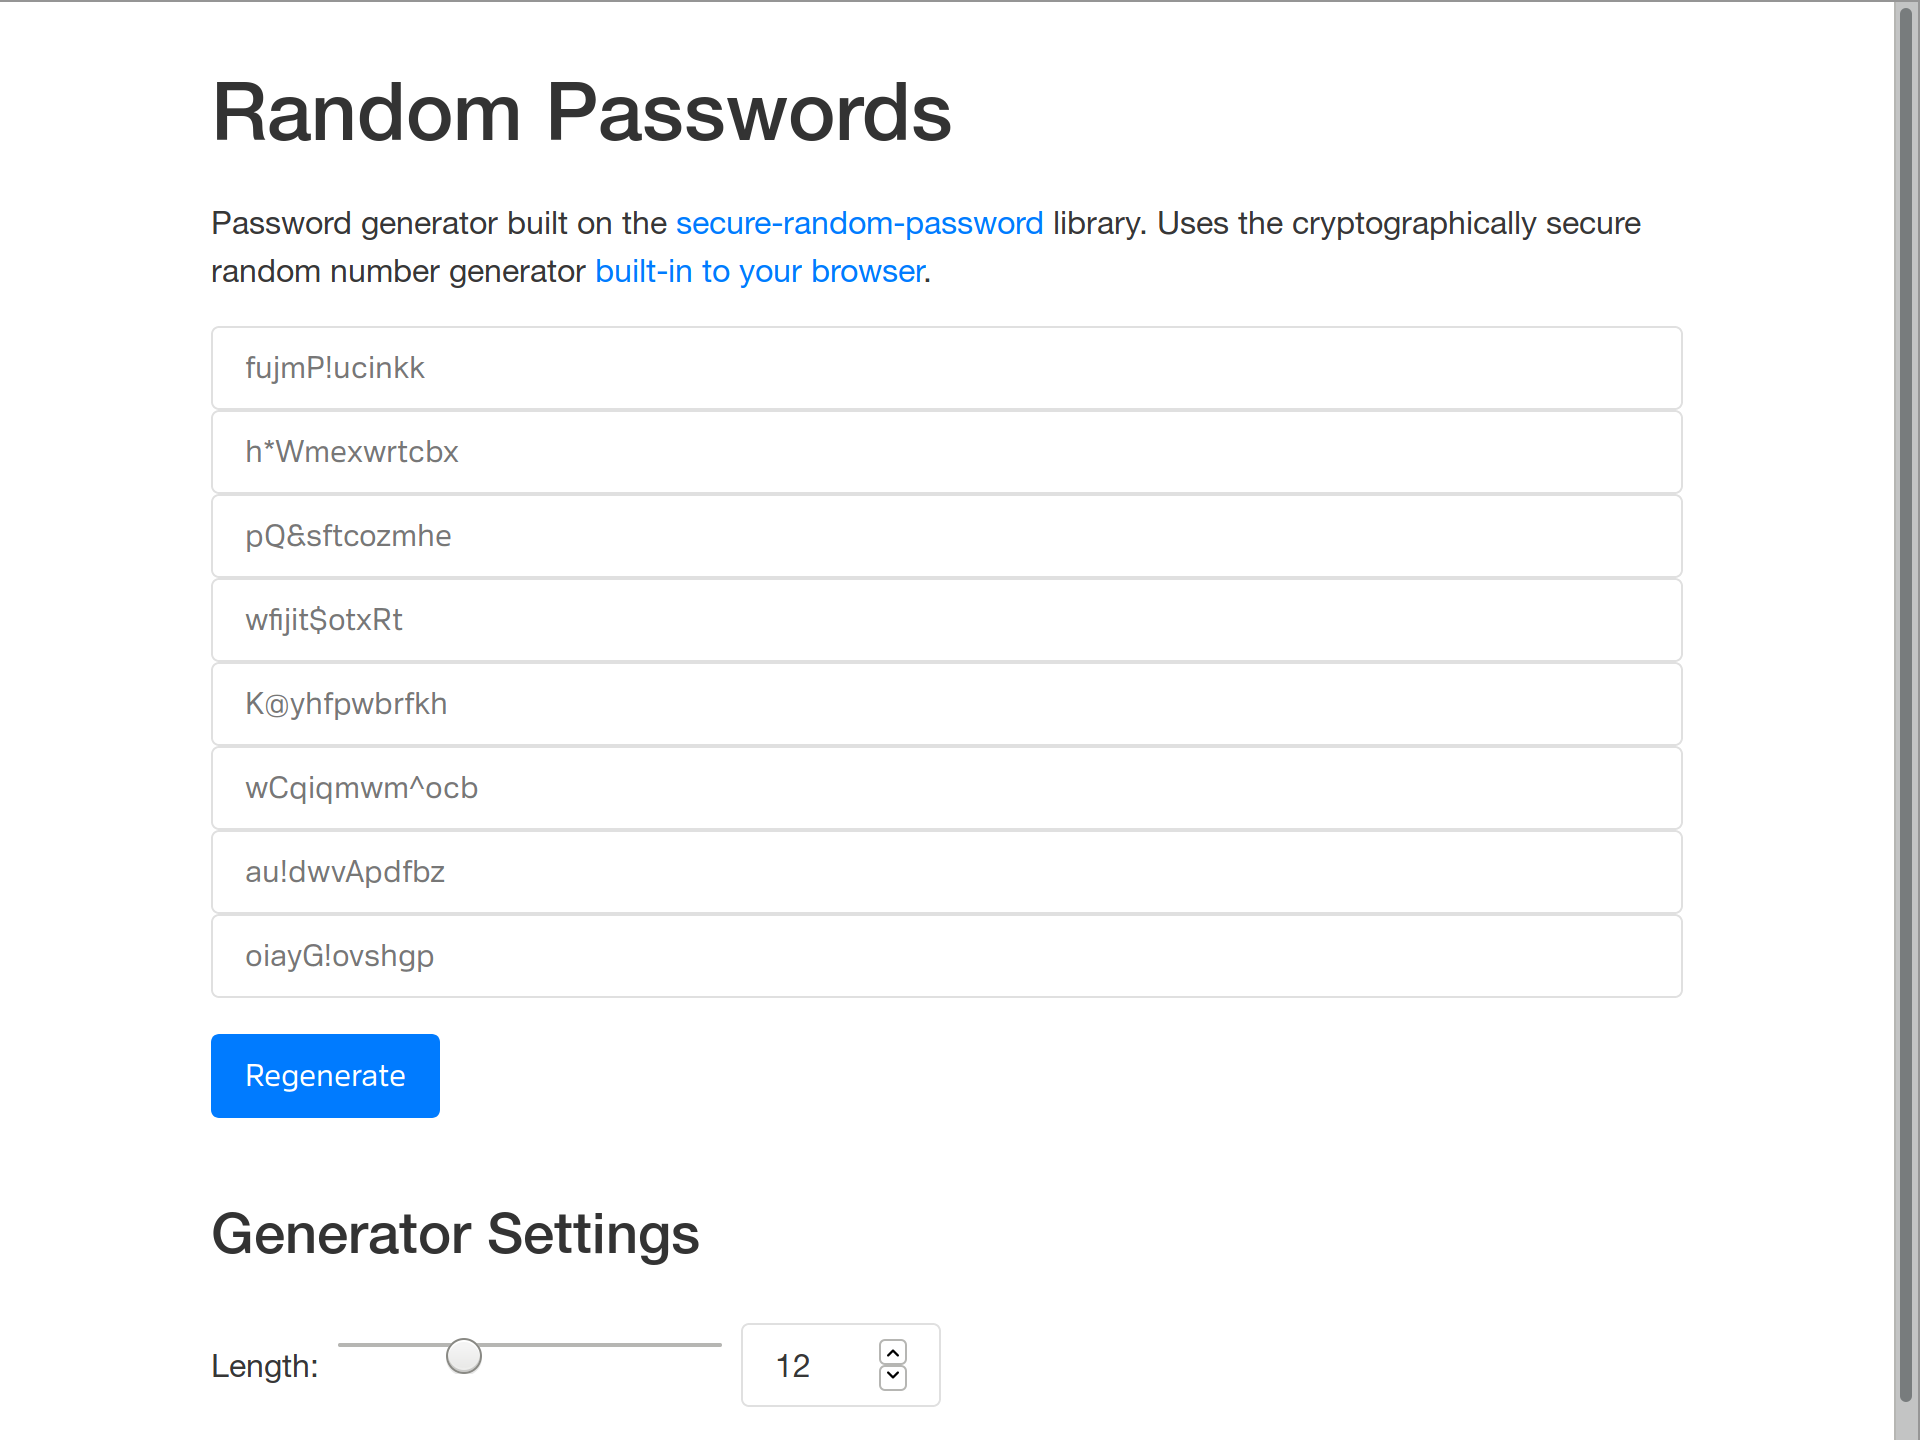 Random Passwords
Password generator built on the secure-random-password library. Uses the cryptographically secure
random number generator built-in to your browser.
fujmP!ucinkk
h*Wmexwrtcbx
pQ&sftcozmhe
wfijit$otxRt
K@yhfpwbrfkh
wCqiqmwm^ocb
au!dwvApdfbz
oiayG!ovshgp
Regenerate
Generator Settings
Length: 12